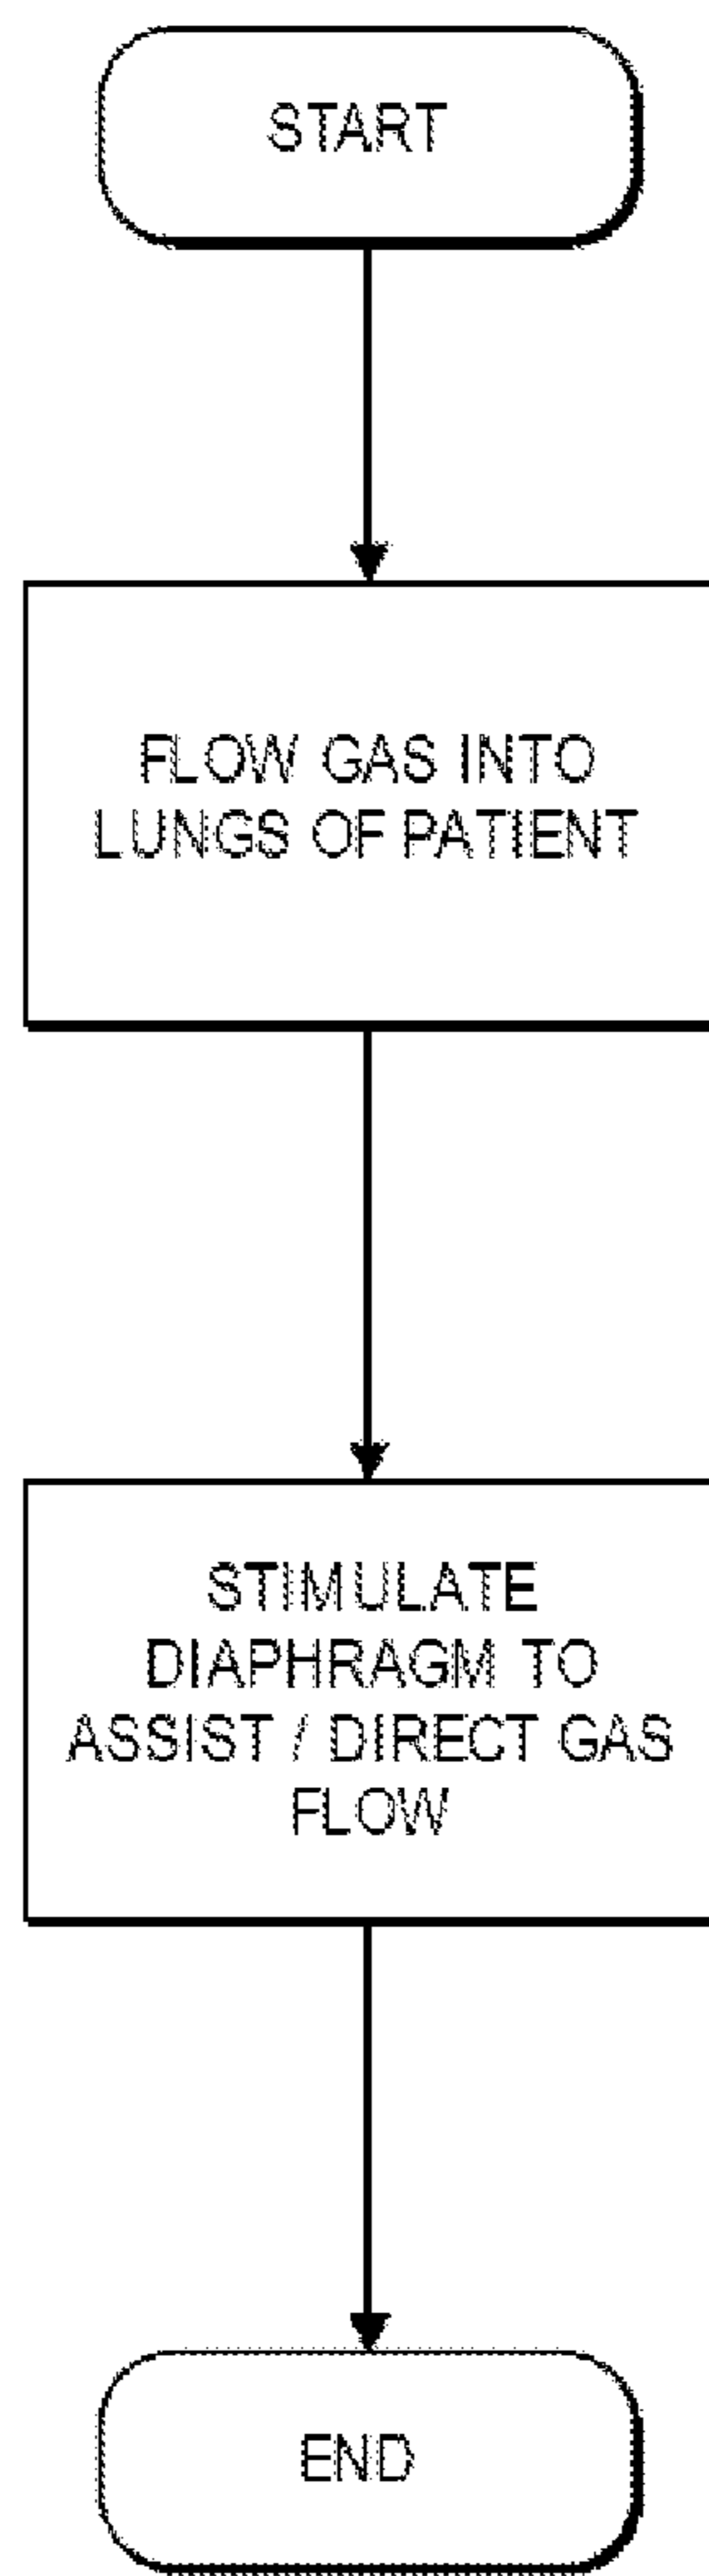 START
FLOW GAS INTO
LUNGS OF PATIENT
STIMULATE
DIAPHRAGM TO
ASSIST / DIRECT GAS
FLOW
END